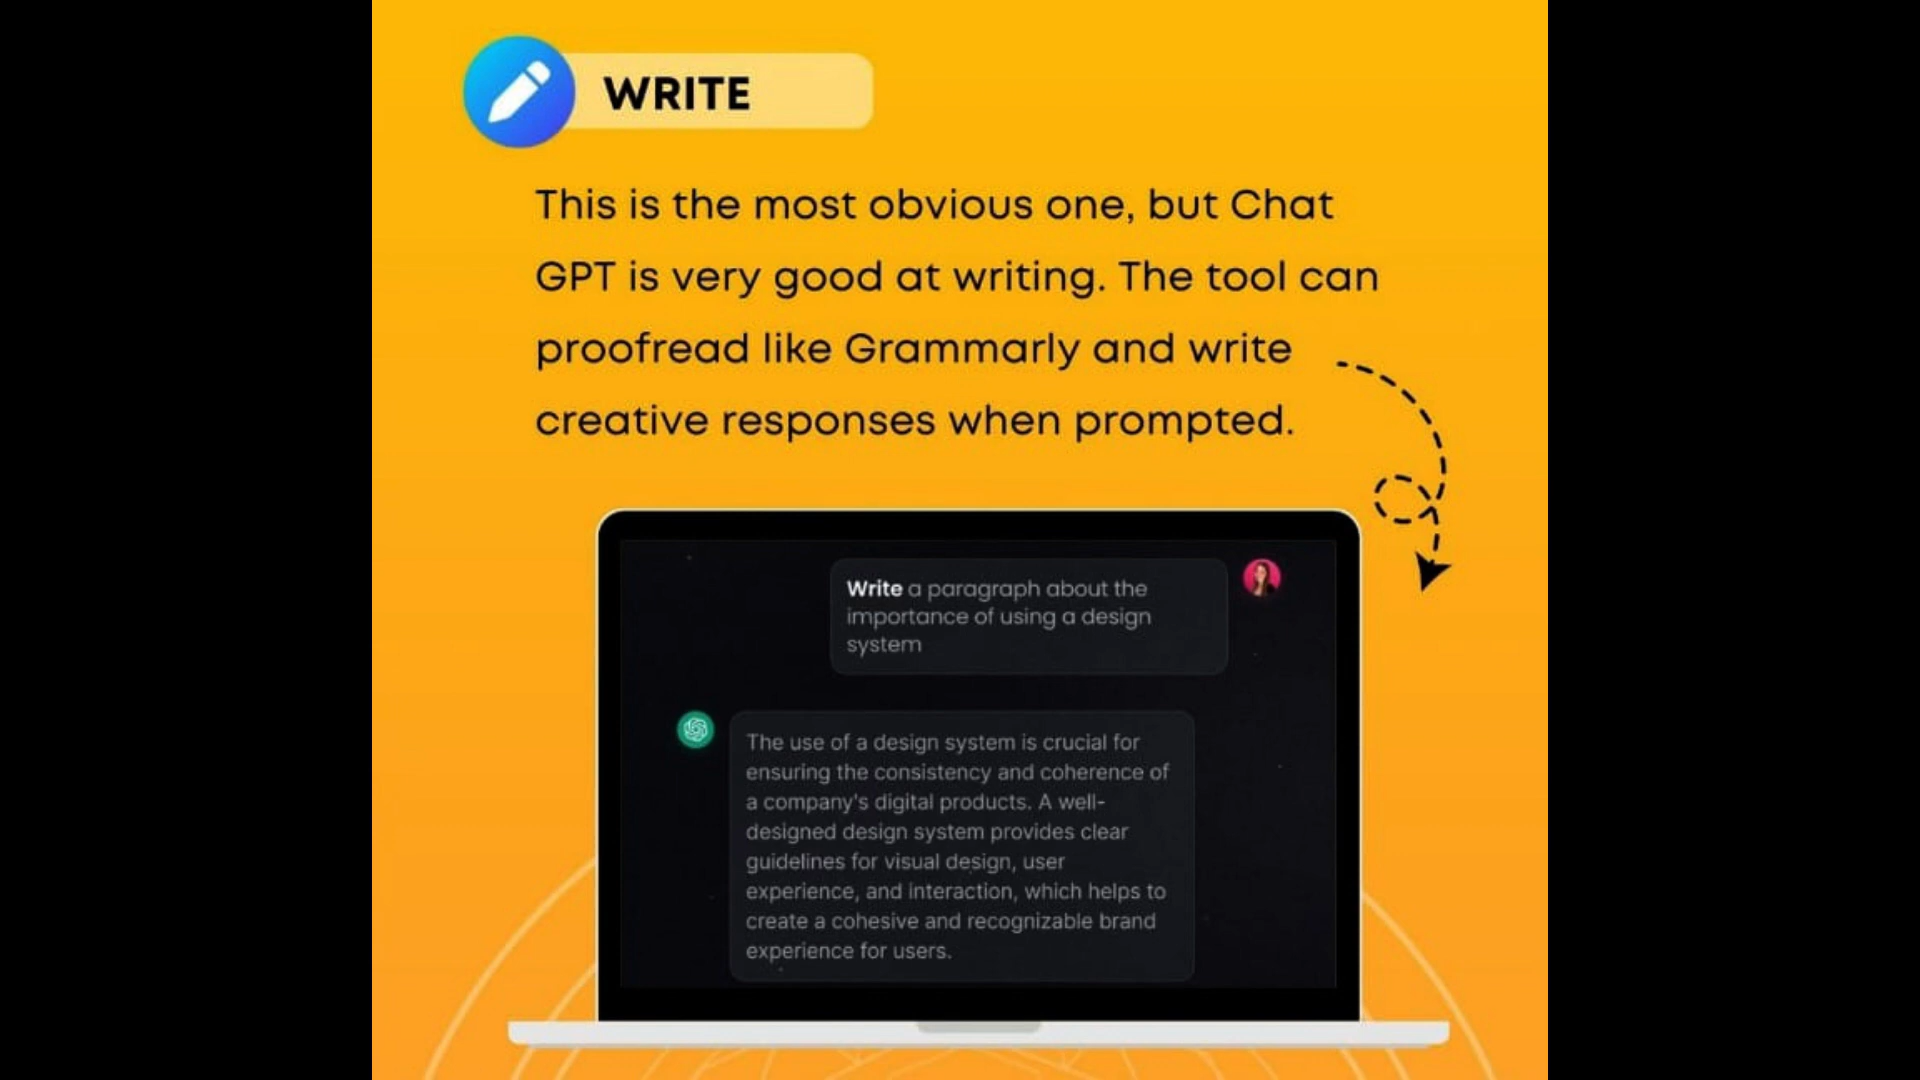 WRITE
This is the most obvious one, but Chat
GPT is very good at writing. The tool can
proofread like Grammarly and write
creative responses when prompted.
Write a paragraph about the
importance of using a design
system
The use of a design system is crucial for
ensuring the consistency and coherence of
a company's digital products. A well-
designed design system provides clear
guidelines for visual design, user
experience, and interaction, which helps to
create a cohesive and recognizable brand
experience for users.